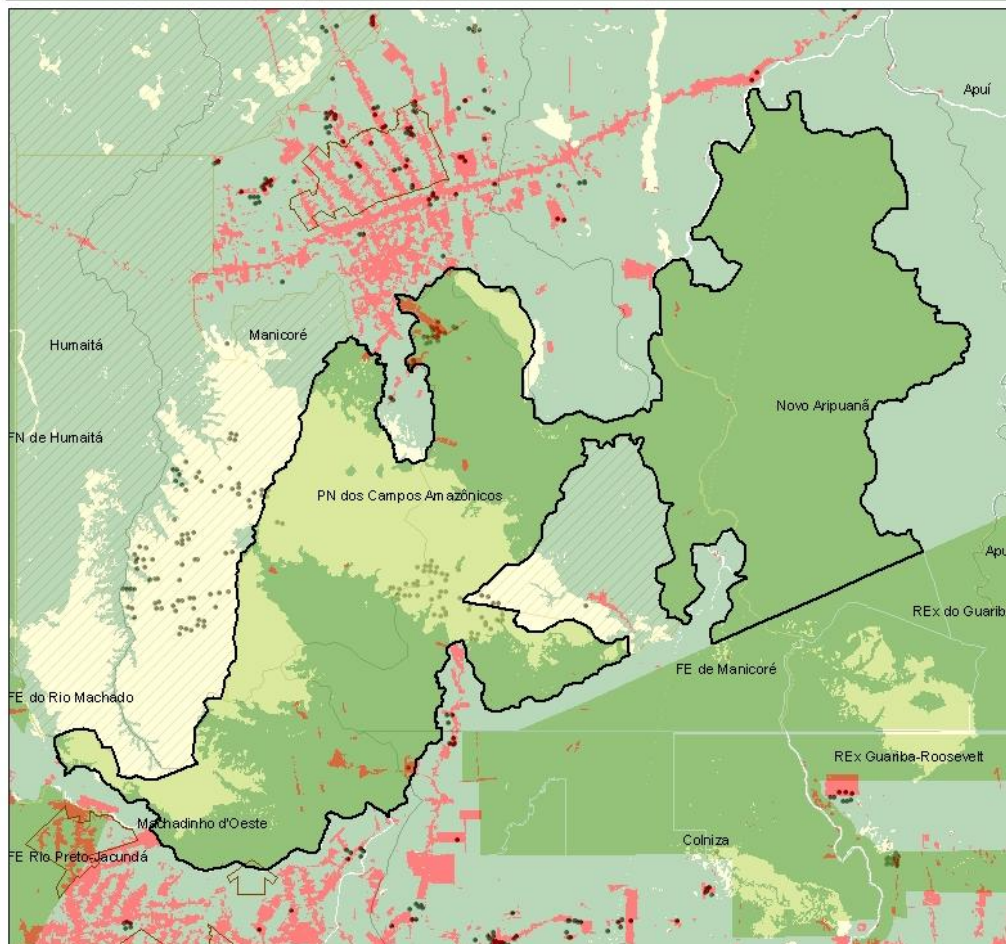 Apuí
Humaitá
Manicoré
Novo Aripuanã
FN de Humaitá
PN dos Campos Amazônicos
Apu
REx do Guarib
FE de Manicoré
FE do Rio Machado
REx Guariba-Roosevelt
Machadinho d'Oeste
Colniza
FE Rio Preto-Jacundá